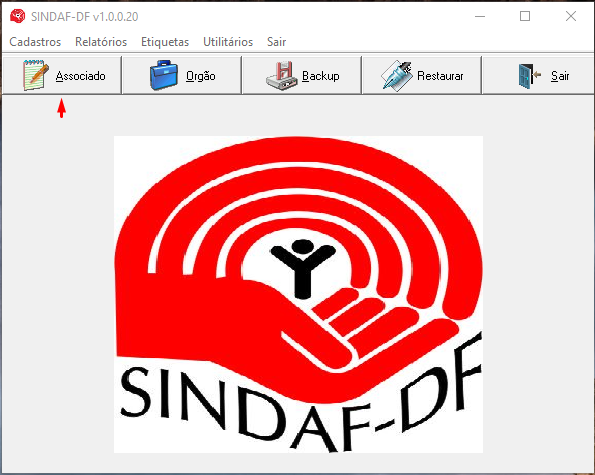 SINDAF-DF v1.0.0.20
Cadastros Relatórios Etiquetas Utilitários Sair
Associado Orgão Backup Restaurar Sair
SINDAF-DF